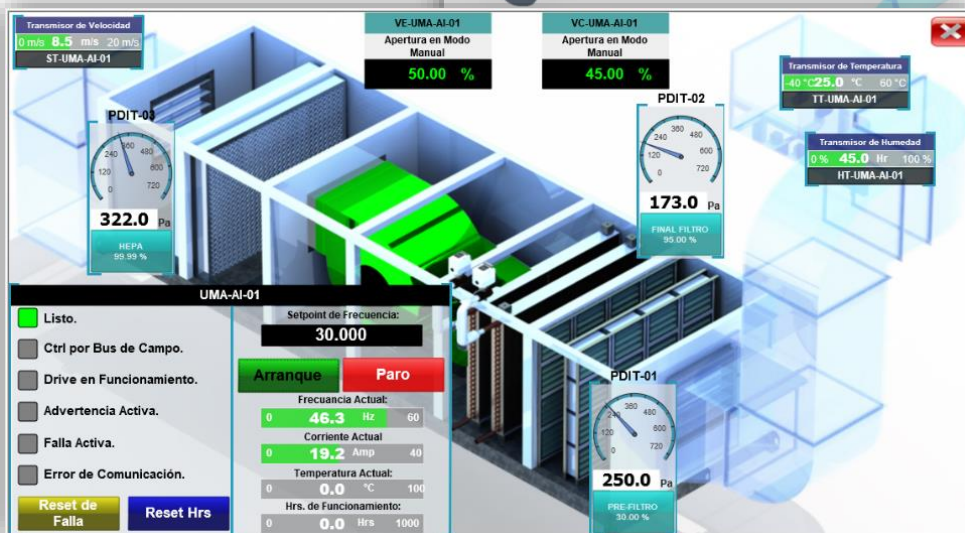 Transmisor de Velocidad
0 m/s 8.5 m/s 20 m/s
ST-UMA-AI-01
VE-UMA-AI-01
Apertura en Modo
Manual
50.00 %
VC-UMA-AI-01
Apertura en Modo
Manual
45.00 %
Transmisor de Temperatura
-40 °C 25.0 °C 60 °C
TT-UMA-AI-01
Transmisor de Humedad
0 % 45.0 Hr 100 %
HT-UMA-AI-01
PDIT-03
0 120 240 360 480 600 720
322.0 Pa
HEPA
99.99 %
PDIT-02
0 120 240 360 480 600 720
173.0 Pa
FINAL FILTRO
95.00 %
PDIT-01
0 120 240 360 480 600 720
250.0 Pa
PRE-FILTRO
30.00 %
UMA-AI-01
Listo.
Ctrl por Bus de Campo.
Drive en Funcionamiento.
Advertencia Activa.
Falla Activa.
Error de Comunicación.
Reset de
Falla
Reset Hrs
Setpoint de Frecuencia:
30.000
Arranque
Paro
Frecuancia Actual:
0 46.3 Hz 60
Corriente Actual
0 19.2 Amp 40
Temperatura Actual:
0 0.0 °C 100
Hrs. de Funcionamiento:
0 0.0 Hrs 1000